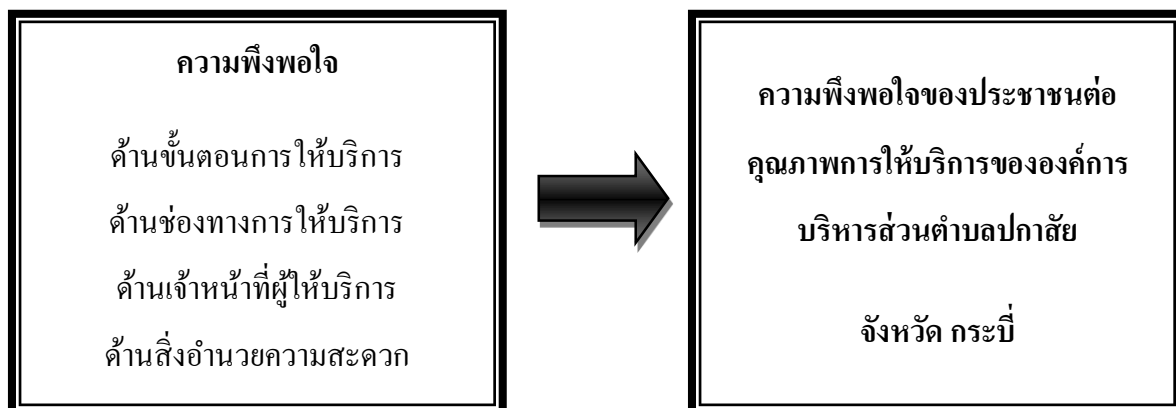 ความพึงพอใจ
ด้านขั้นตอนการให้บริการ
ด้านช่องทางการให้บริการ
ด้านเจ้าหน้าที่ผู้ให้บริการ
ด้านสิ่งอำนวยความสะดวก
ความพึงพอใจของประชาชนต่อ
คุณภาพการให้บริการขององค์การ
บริหารส่วนตำบลปกาสัย
จังหวัด กระบี่